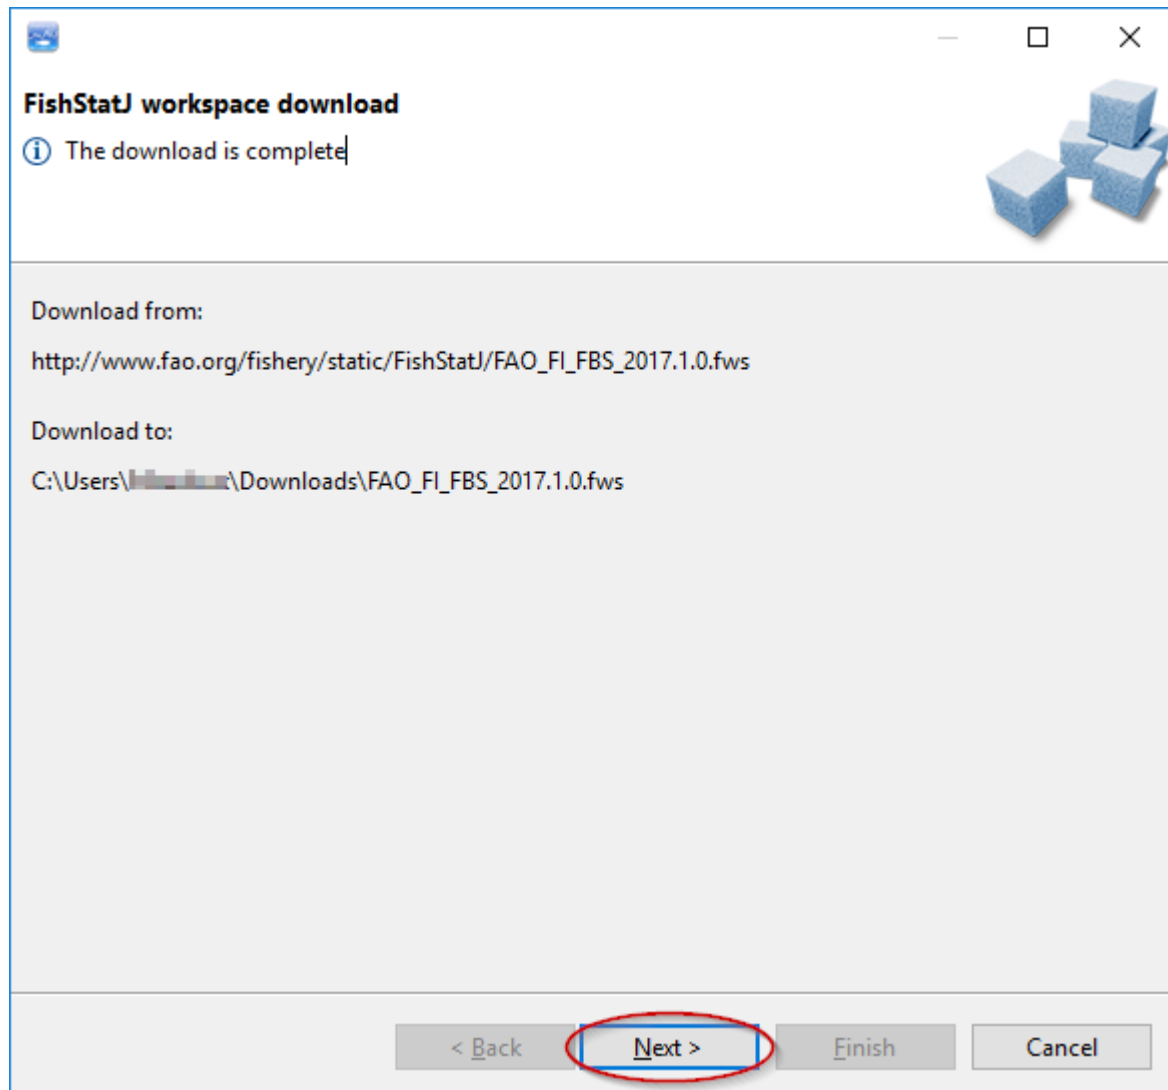 FishStatJ workspace download
The download is complete
Download from:
http://www.fao.org/fishery/static/FishStatJ/FAO_FI_FBS_2017.1.0.fws
Download to:
C:\Users\ \Downloads\FAO_FI_FBS_2017.1.0.fws
< Back Next > Finish Cancel